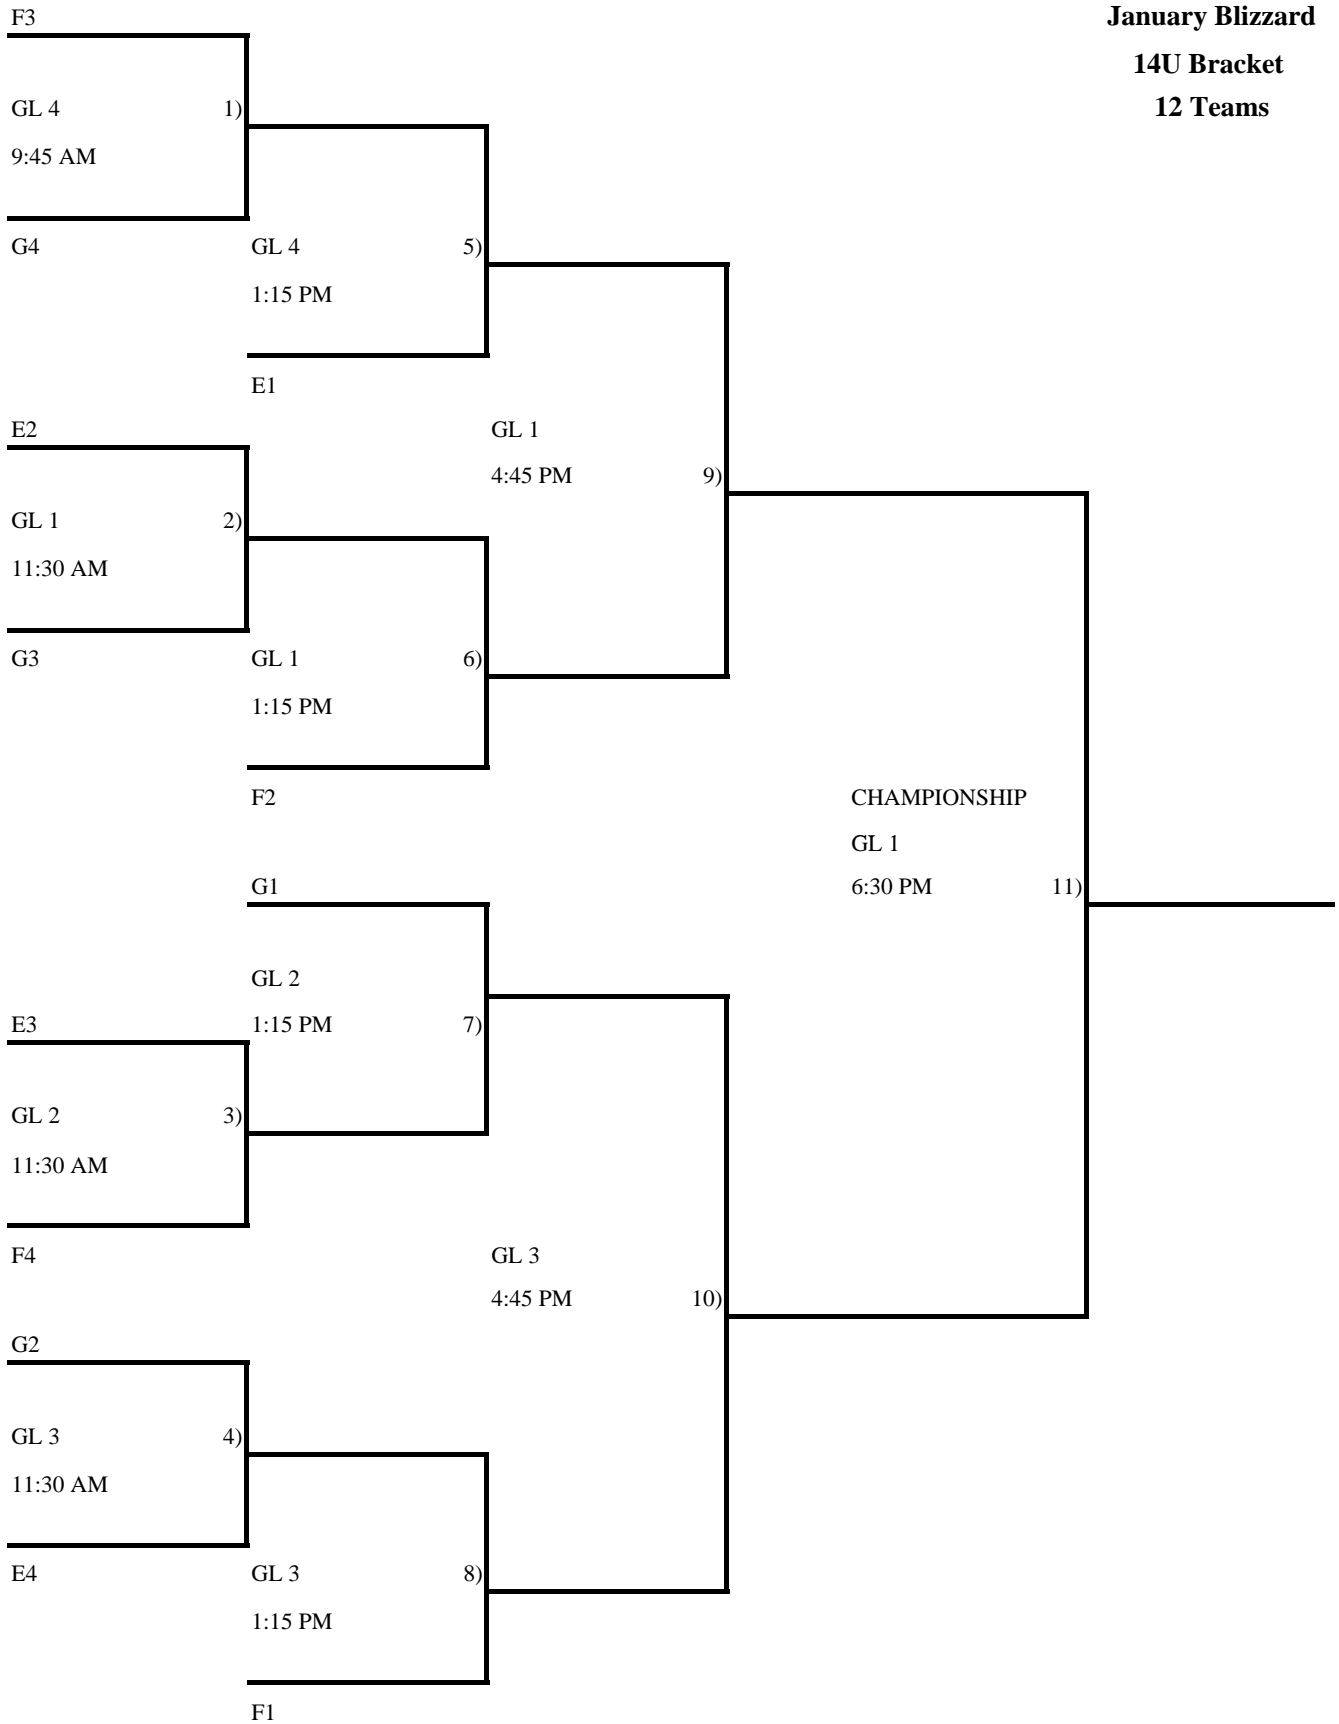 F3
January Blizzard
14U Bracket
12 Teams
GL 4 1)
9:45 AM
G4
GL 4 5)
1:15 PM
E1
E2
GL 1
4:45 PM 9)
GL 1 2)
11:30 AM
G3
GL 1 6)
1:15 PM
F2
CHAMPIONSHIP
GL 1
6:30 PM 11)
G1
GL 2
1:15 PM 7)
E3
GL 2 3)
11:30 AM
F4
GL 3
4:45 PM 10)
G2
GL 3 4)
11:30 AM
E4
GL 3 8)
1:15 PM
F1